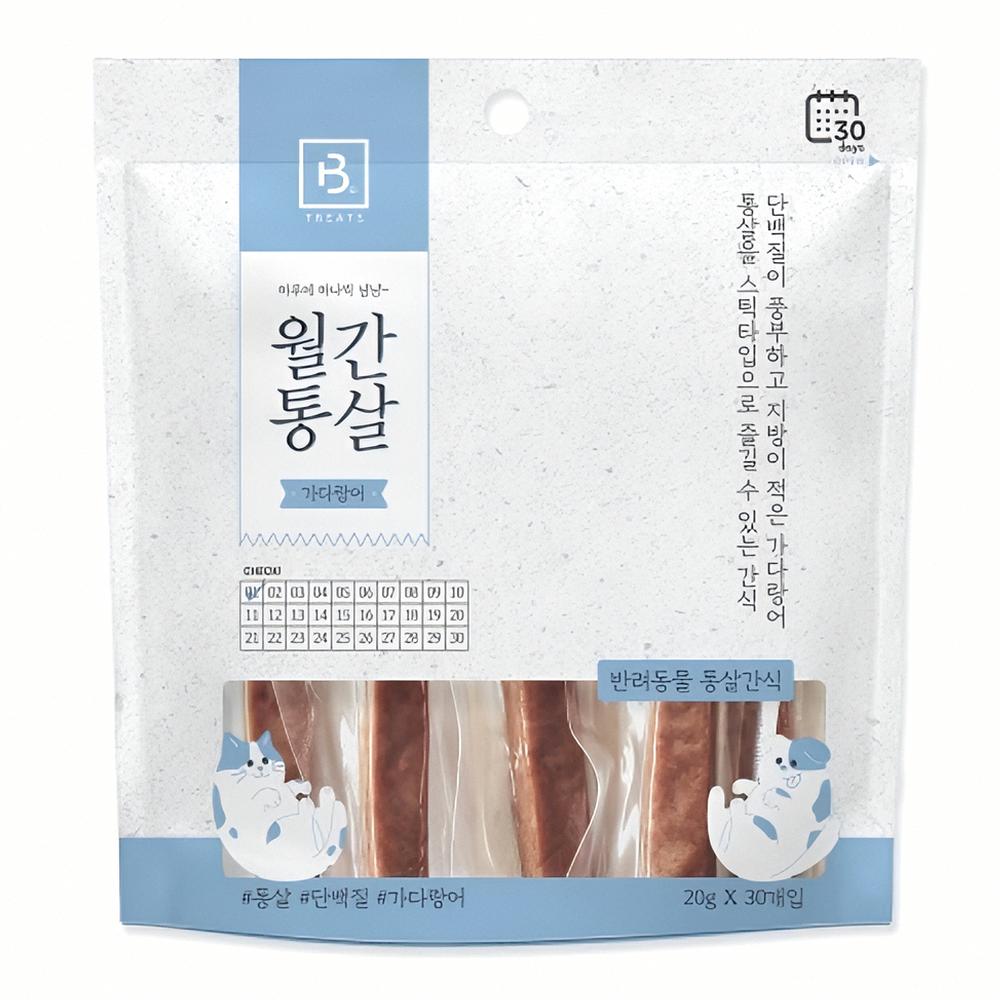 B
TREATS
30
days
월간
통살
가다랑어
단백질이 풍부하고 지방이 적은 가다랑어
통살을 스틱타입으로 즐길 수 있는 간식
CHECK!
01 02 03 04 05 06 07 08 09 10
11 12 13 14 15 16 17 18 19 20
21 22 23 24 25 26 27 28 29 30
반려동물 통살간식
#통살 #단백질 #가다랑어
20g X 30개입